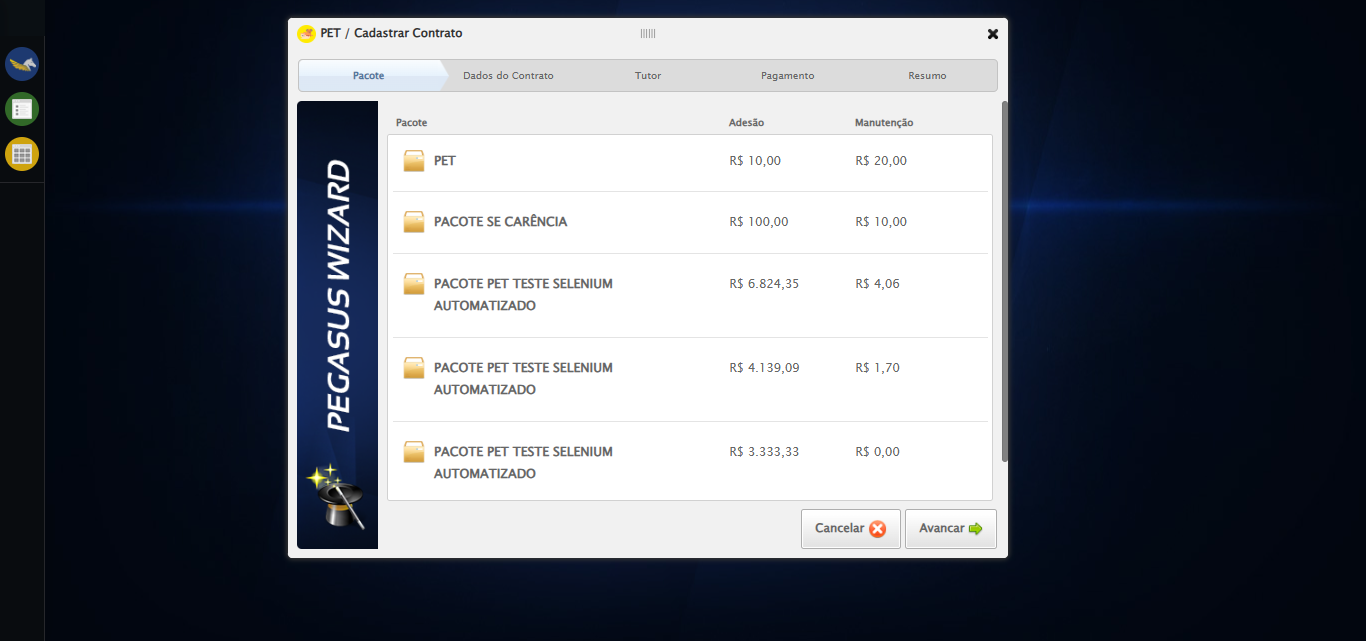 PET / Cadastrar Contrato
Pacote Dados do Contrato Tutor Pagamento Resumo
PEGASUS WIZARD
Pacote Adesão Manutenção
PET R$ 10,00 R$ 20,00
PACOTE SE CARÊNCIA R$ 100,00 R$ 10,00
PACOTE PET TESTE SELENIUM R$ 6.824,35 R$ 4,06
AUTOMATIZADO
PACOTE PET TESTE SELENIUM R$ 4.139,09 R$ 1,70
AUTOMATIZADO
PACOTE PET TESTE SELENIUM R$ 3.333,33 R$ 0,00
AUTOMATIZADO
Cancelar Avancar